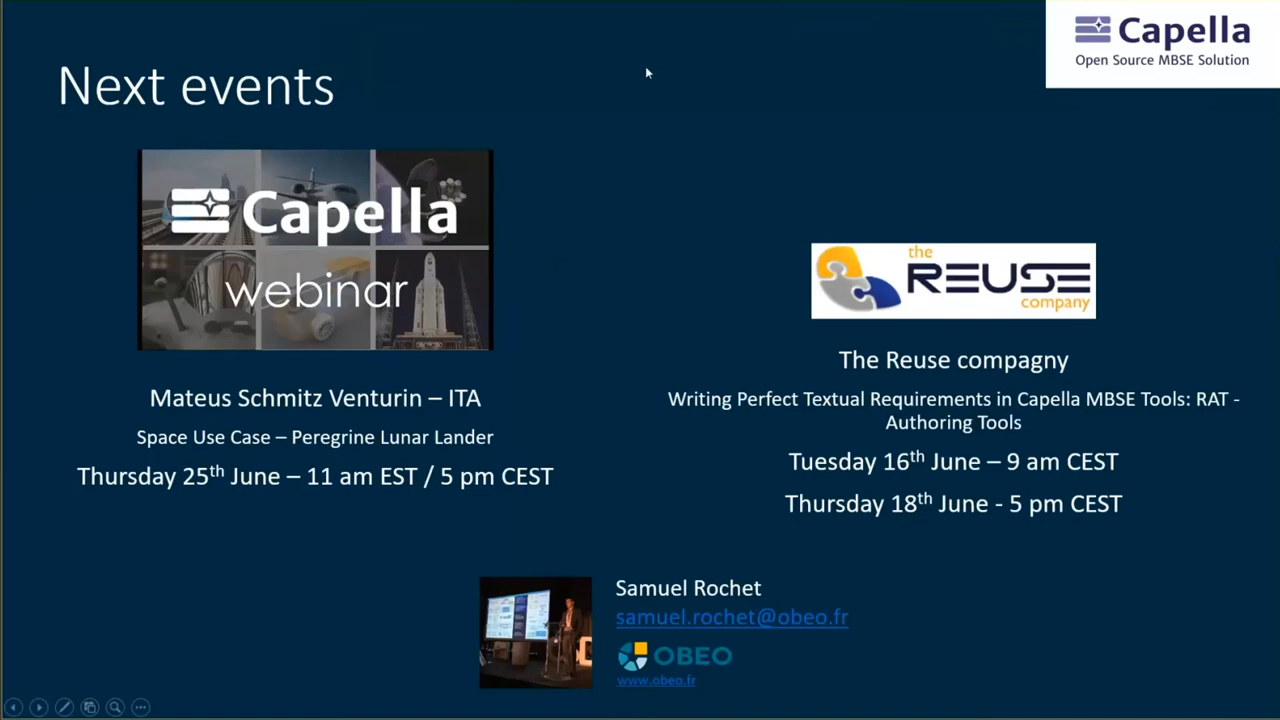 Capella
Open Source MBSE Solution
Next events
Capella
webinar
Mateus Schmitz Venturin – ITA
Space Use Case – Peregrine Lunar Lander
Thursday 25th June – 11 am EST / 5 pm CEST
the
REUSE
company
The Reuse compagny
Writing Perfect Textual Requirements in Capella MBSE Tools: RAT -
Authoring Tools
Tuesday 16th June – 9 am CEST
Thursday 18th June - 5 pm CEST
Samuel Rochet
samuel.rochet@obeo.fr
OBEO
www.obeo.fr